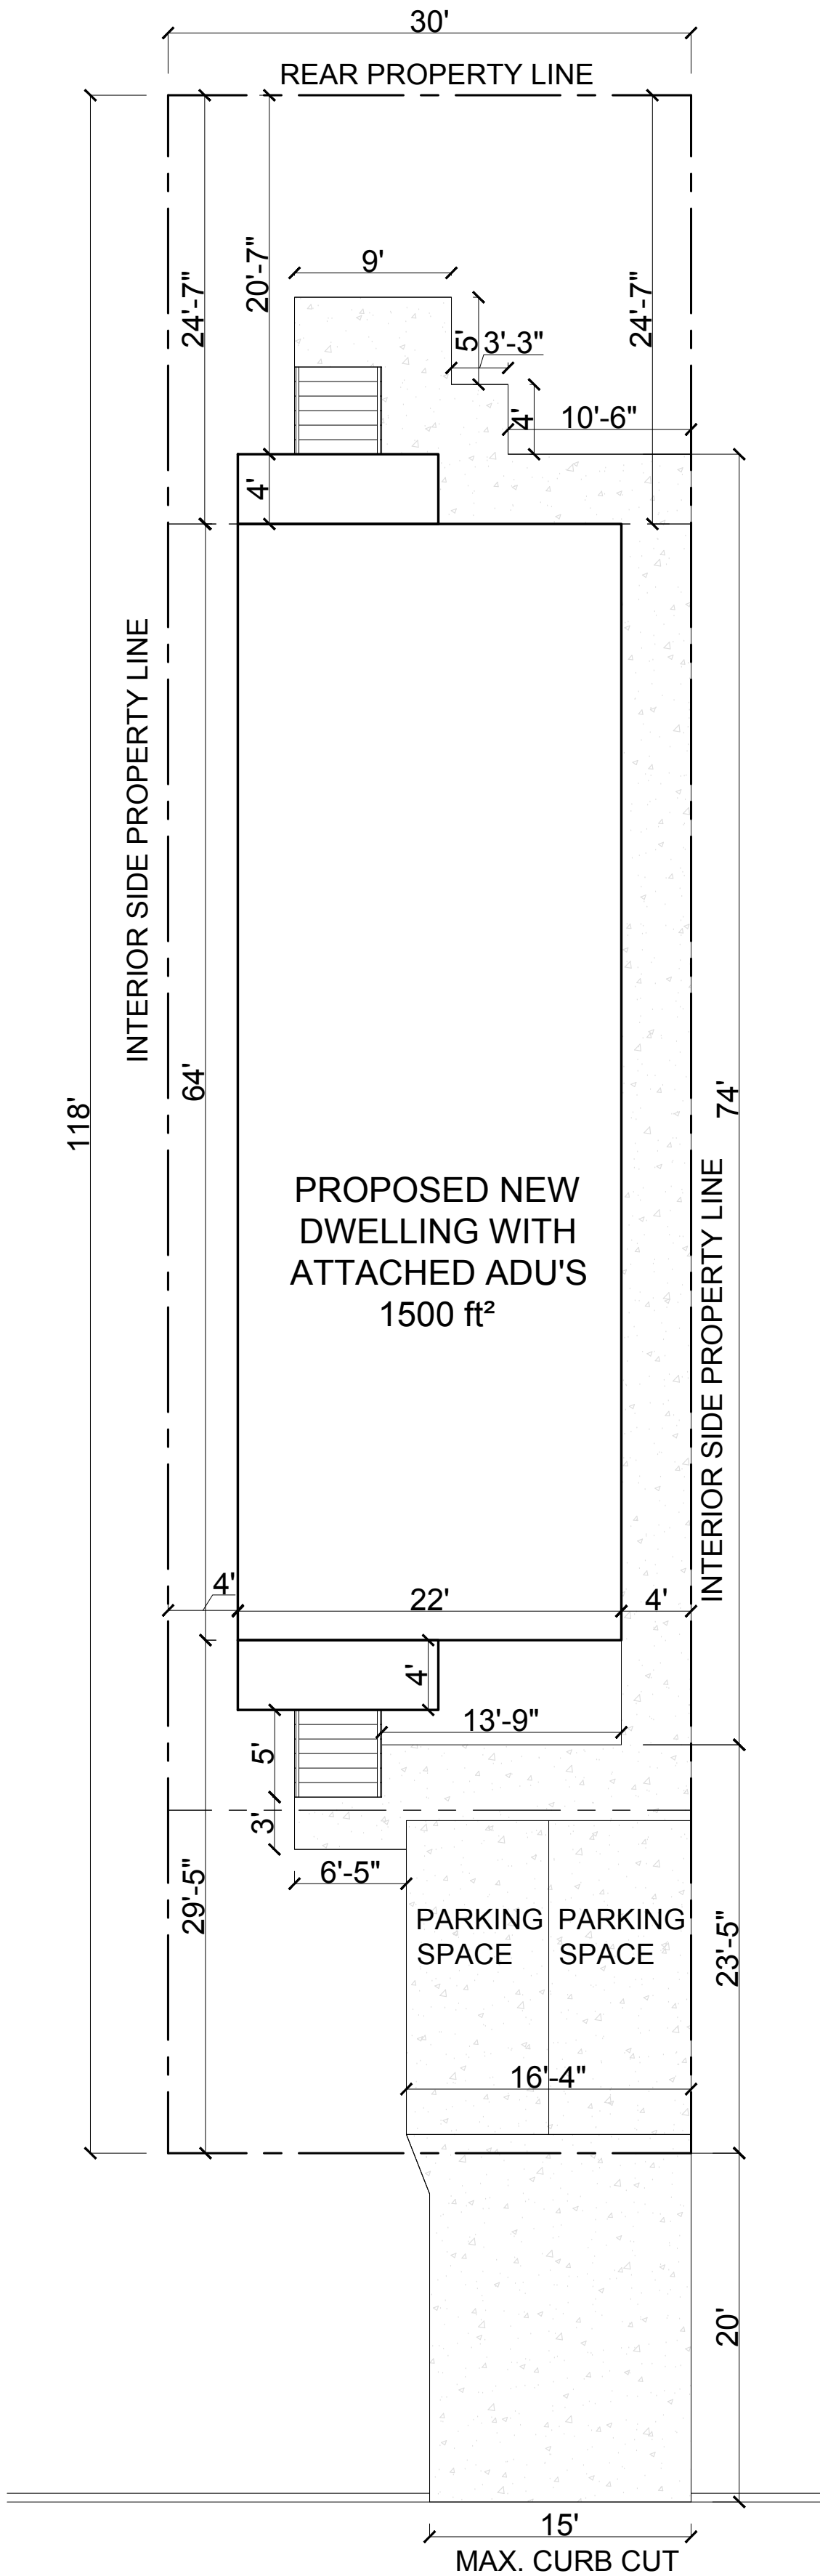 30'
REAR PROPERTY LINE
9'
20'-7"
24'-7"
24'-7"
5'
3'-3"
4'
10'-6"
4'
INTERIOR SIDE PROPERTY LINE
118'
64'
74'
PROPOSED NEW
DWELLING WITH
ATTACHED ADU'S
1500 ft²
INTERIOR SIDE PROPERTY LINE
4'
22'
4'
4'
13'-9"
5'
3'
6'-5"
29'-5"
PARKING
SPACE
PARKING
SPACE
23'-5"
16'-4"
20'
15'
MAX. CURB CUT